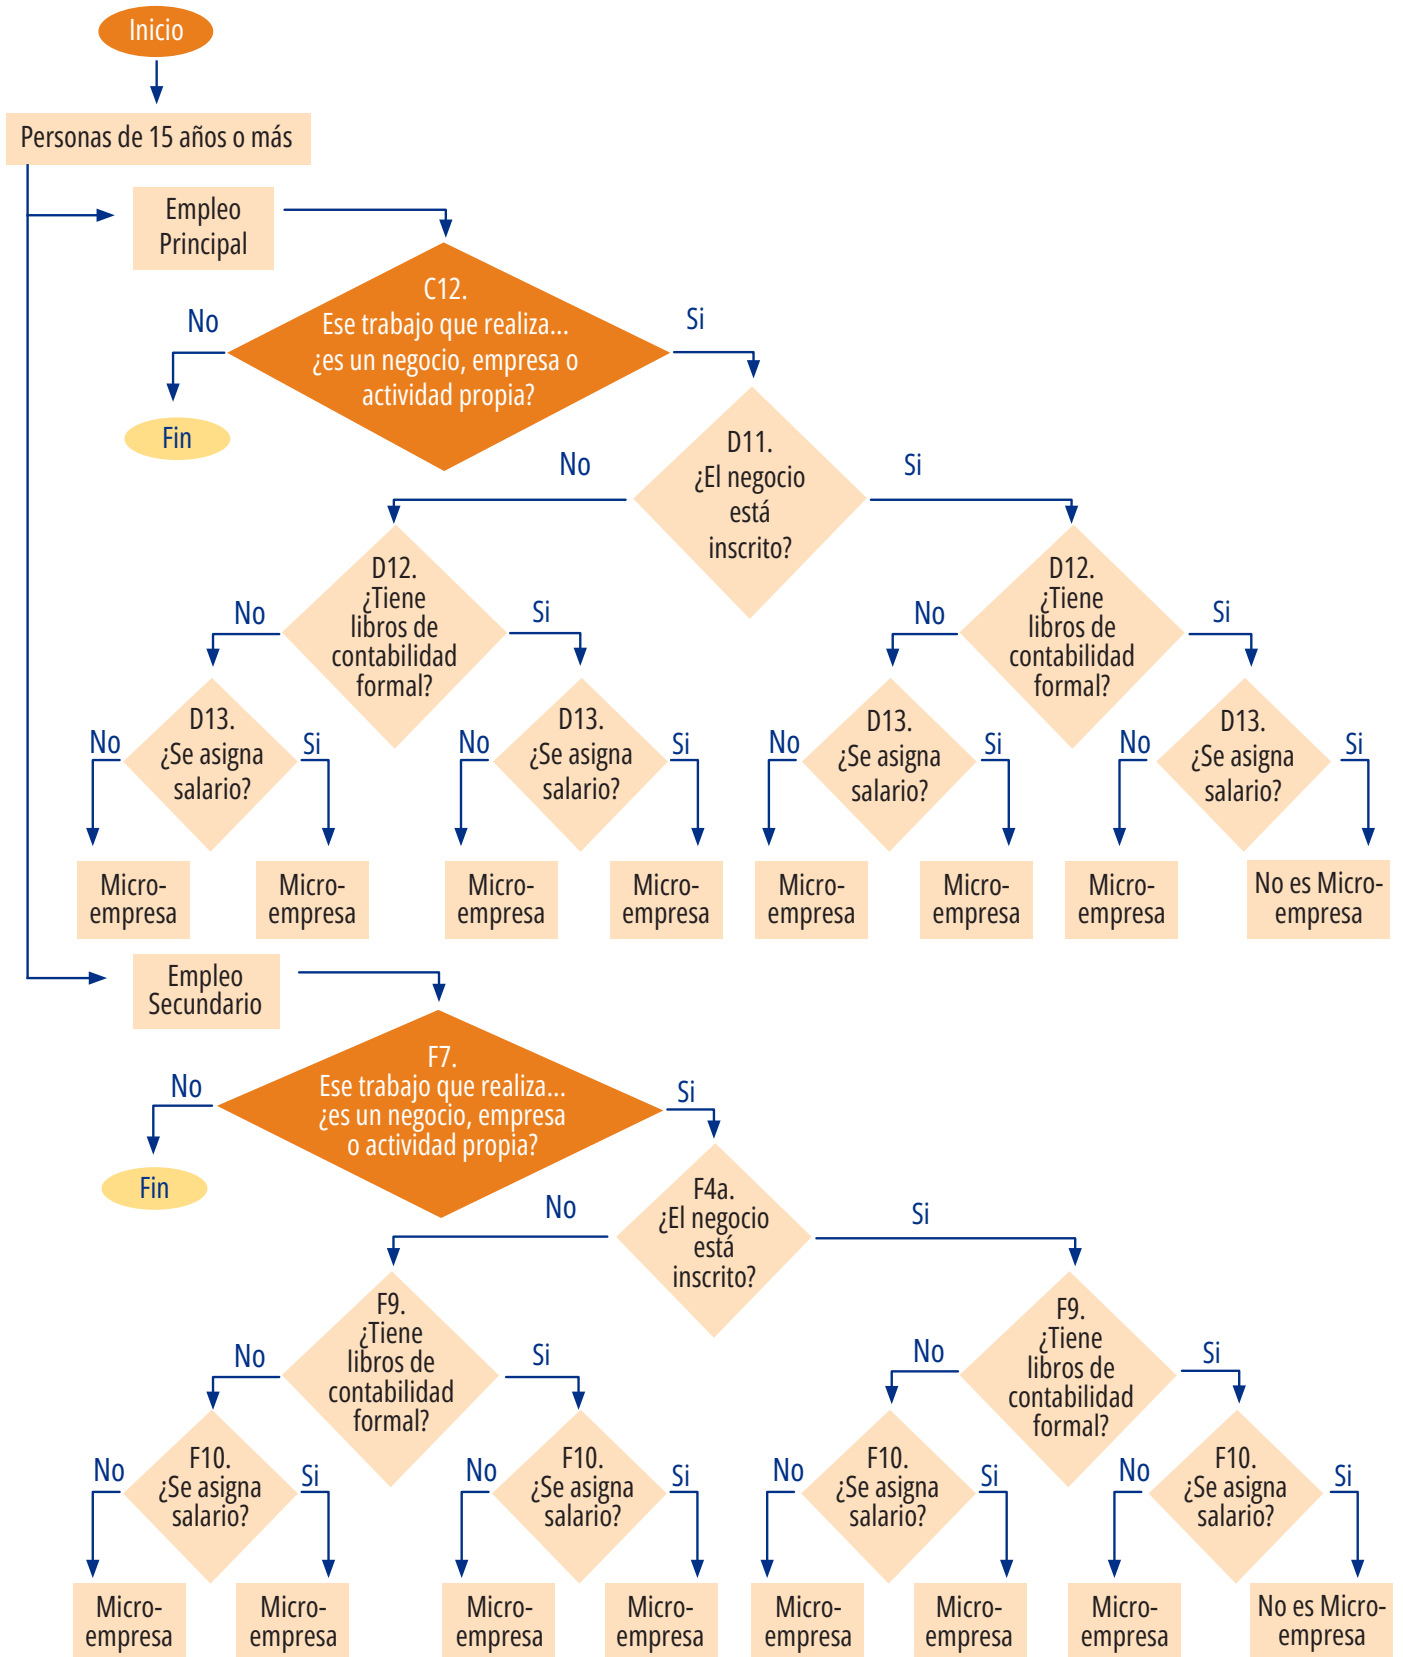 Inicio
Personas de 15 años o más
Empleo
Principal
C12.
Ese trabajo que realiza...
¿es un negocio, empresa o
actividad propia?
No
Si
Fin
D11.
¿El negocio
está
inscrito?
No
Si
D12.
¿Tiene
libros de
contabilidad
formal?
No
Si
D12.
¿Tiene
libros de
contabilidad
formal?
No
Si
D13.
¿Se asigna
salario?
No
Si
D13.
¿Se asigna
salario?
No
Si
D13.
¿Se asigna
salario?
No
Si
D13.
¿Se asigna
salario?
No
Si
Micro-
empresa
Micro-
empresa
Micro-
empresa
Micro-
empresa
Micro-
empresa
Micro-
empresa
Micro-
empresa
No es Micro-
empresa
Empleo
Secundario
F7.
Ese trabajo que realiza...
¿es un negocio, empresa
o actividad propia?
No
Si
Fin
F4a.
¿El negocio
está
inscrito?
No
Si
F9.
¿Tiene
libros de
contabilidad
formal?
No
Si
F9.
¿Tiene
libros de
contabilidad
formal?
No
Si
F10.
¿Se asigna
salario?
No
Si
F10.
¿Se asigna
salario?
No
Si
F10.
¿Se asigna
salario?
No
Si
F10.
¿Se asigna
salario?
No
Si
Micro-
empresa
Micro-
empresa
Micro-
empresa
Micro-
empresa
Micro-
empresa
Micro-
empresa
Micro-
empresa
No es Micro-
empresa